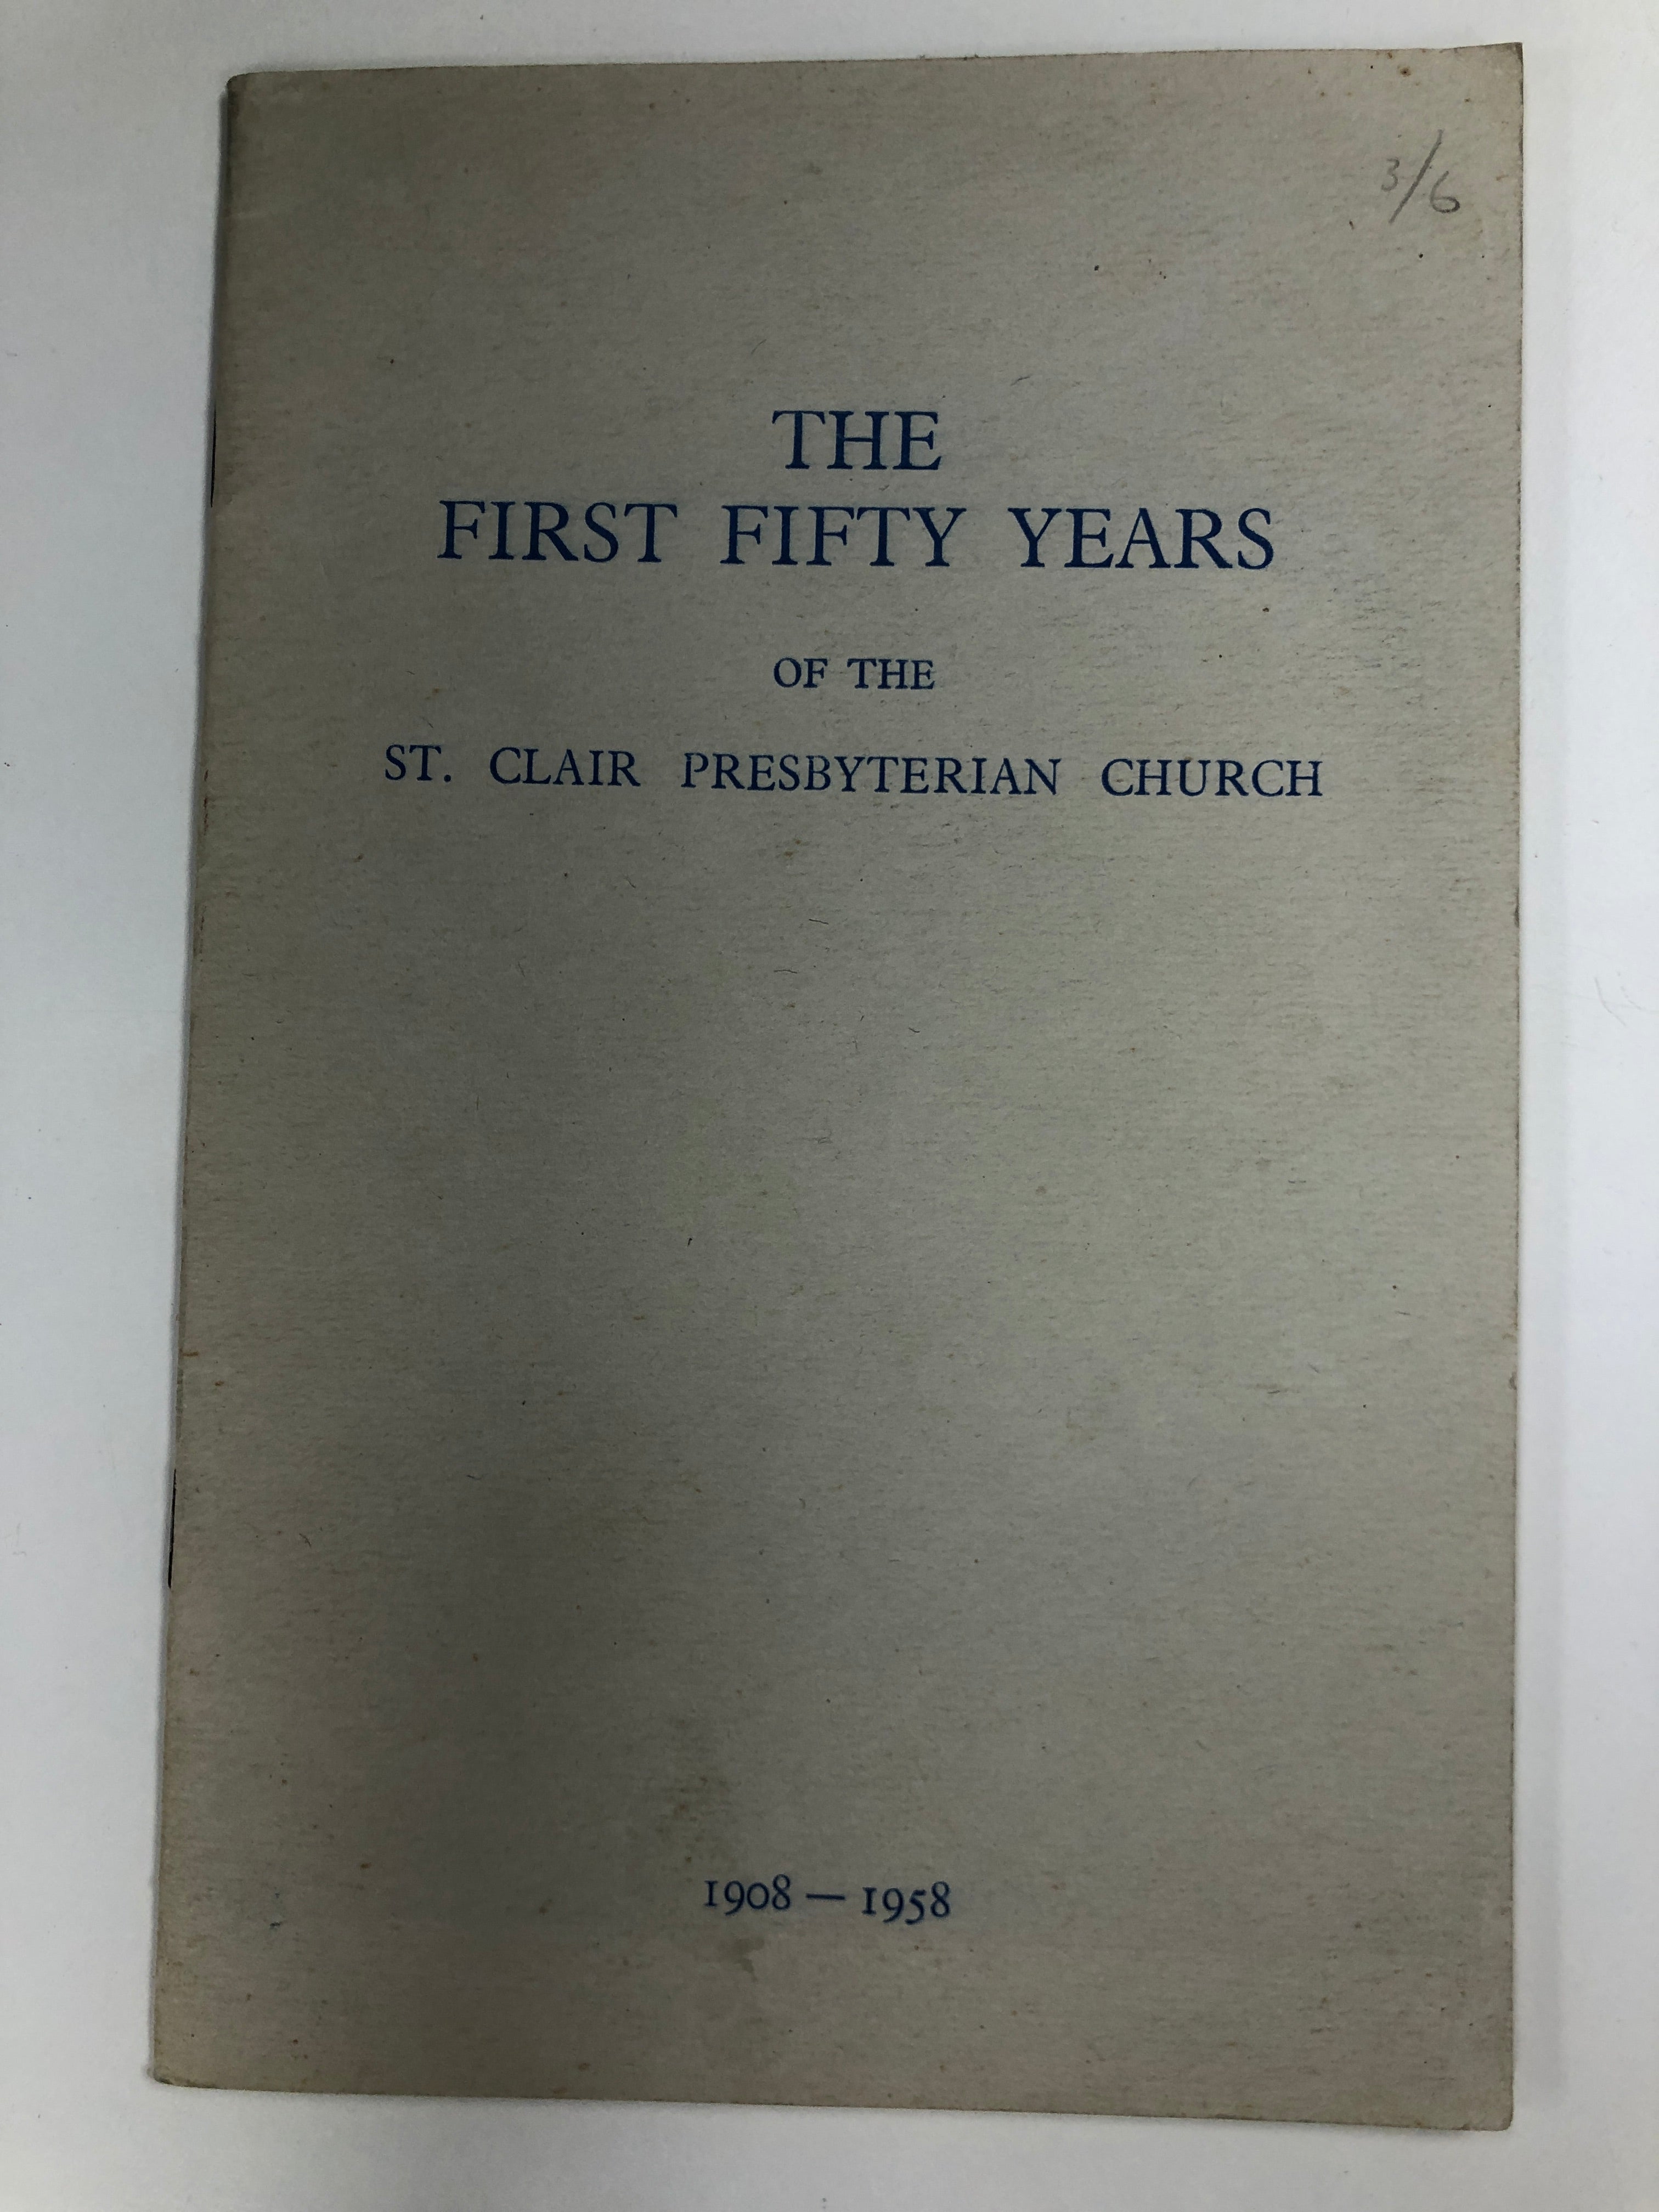 3/6
THE
FIRST FIFTY YEARS
OF THE
ST. CLAIR PRESBYTERIAN CHURCH
1908 — 1958